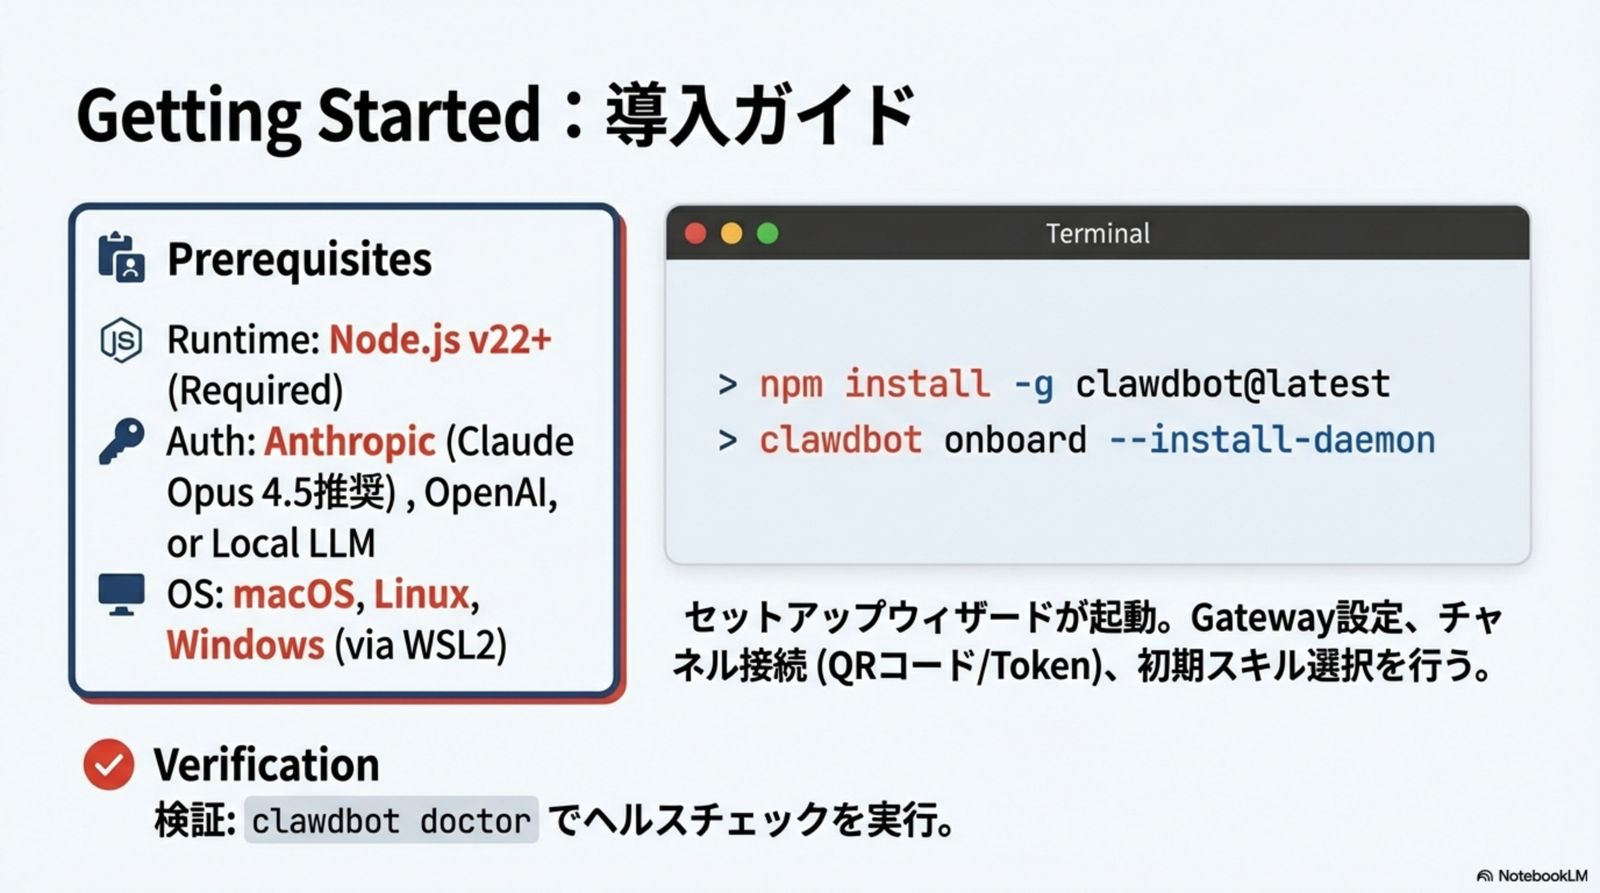 Getting Started：導入ガイド
Prerequisites
JS
Runtime: Node.js v22+
(Required)
Auth: Anthropic (Claude
Opus 4.5推奨) , OpenAI,
or Local LLM
OS: macOS, Linux,
Windows (via WSL2)
Terminal
> npm install -g clawdbot@latest
> clawdbot onboard --install-daemon
セットアップウィザードが起動。Gateway設定、チャ
ネル接続 (QRコード/Token)、初期スキル選択を行う。
Verification
検証: clawdbot doctor でヘルスチェックを実行。
NotebookLM